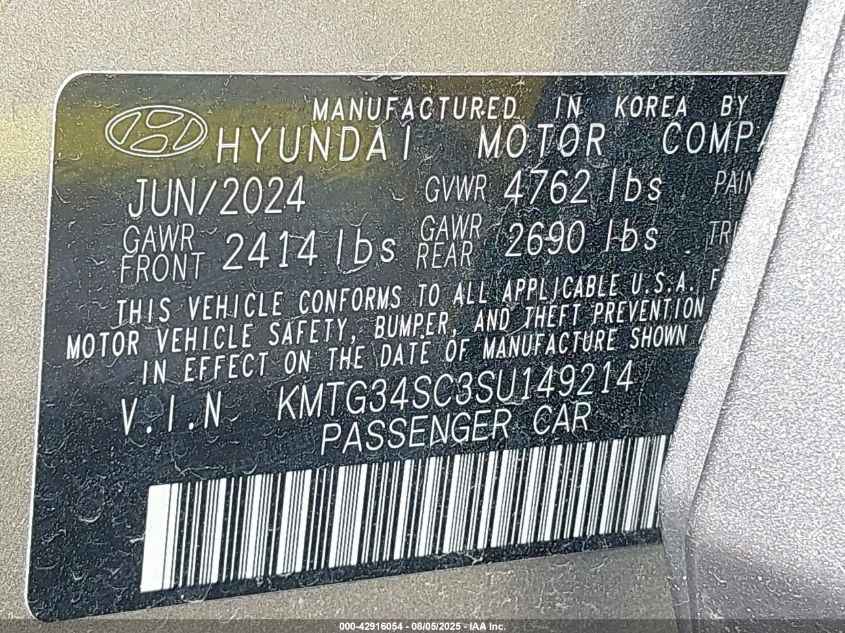 MANUFACTURED IN KOREA BY
HYUNDAI MOTOR COMPA
JUN/2024 GVWR 4762 lbs PAIN
GAWR FRONT 2414 lbs GAWR REAR 2690 lbs TRI
THIS VEHICLE CONFORMS TO ALL APPLICABLE U.S.A. F
MOTOR VEHICLE SAFETY, BUMPER, AND THEFT PREVENTION
IN EFFECT ON THE DATE OF MANUFACTURE SHOWN A
V.I.N KMTG34SC3SU149214
PASSENGER CAR
000-42916054 - 08/05/2025 - IAA Inc.